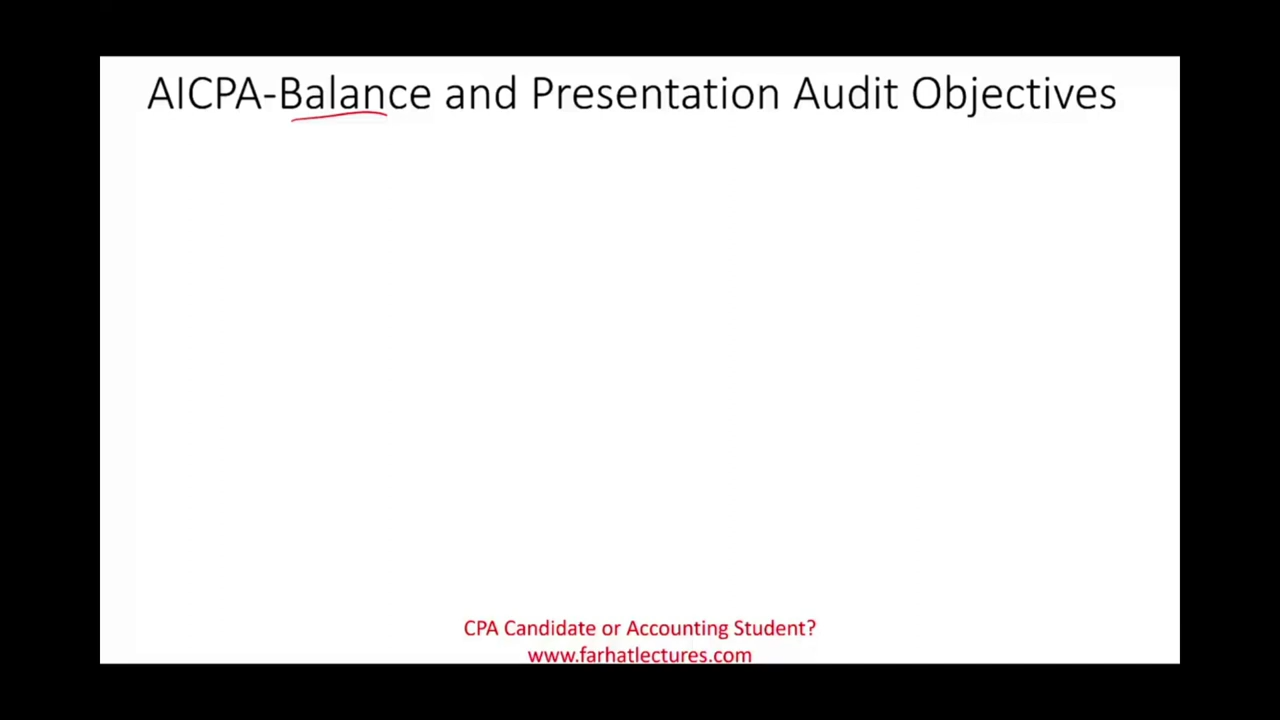 AICPA-Balance and Presentation Audit Objectives
CPA Candidate or Accounting Student?
www.farhatlectures.com